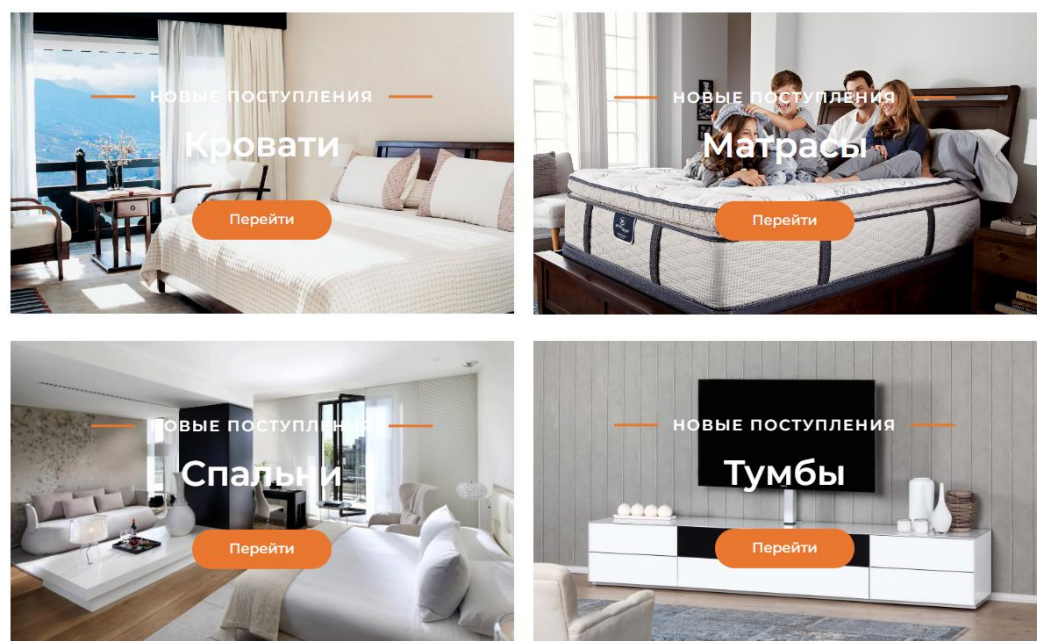 НОВЫЕ ПОСТУПЛЕНИЯ
Кровати
Перейти
НОВЫЕ ПОСТУПЛЕНИЯ
Матрасы
Перейти
НОВЫЕ ПОСТУПЛЕНИЯ
Спальни
Перейти
НОВЫЕ ПОСТУПЛЕНИЯ
Тумбы
Перейти